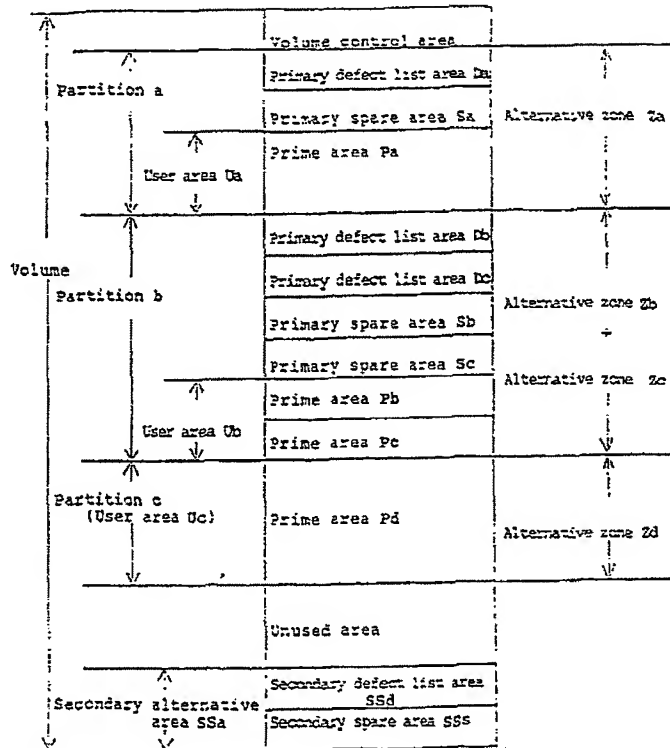 Volume control area
Primary defect list area Da
Partition a
Primary spare area Sa
Alternative zone Za
Prime area Pa
User area Ua
Primary defect list area Db
Volume
Primary defect list area Dc
Partition b
Alternative zone Zb
+
Primary spare area Sb
Primary spare area Sc
Alternative zone Zc
Prime area Pb
User area Ub
Prime area Pc
Partition c
(User area Uc)
Prime area Pd
Alternative zone Zd
Unused area
Secondary defect list area
SSd
Secondary alternative
area SSa
Secondary spare area SSs